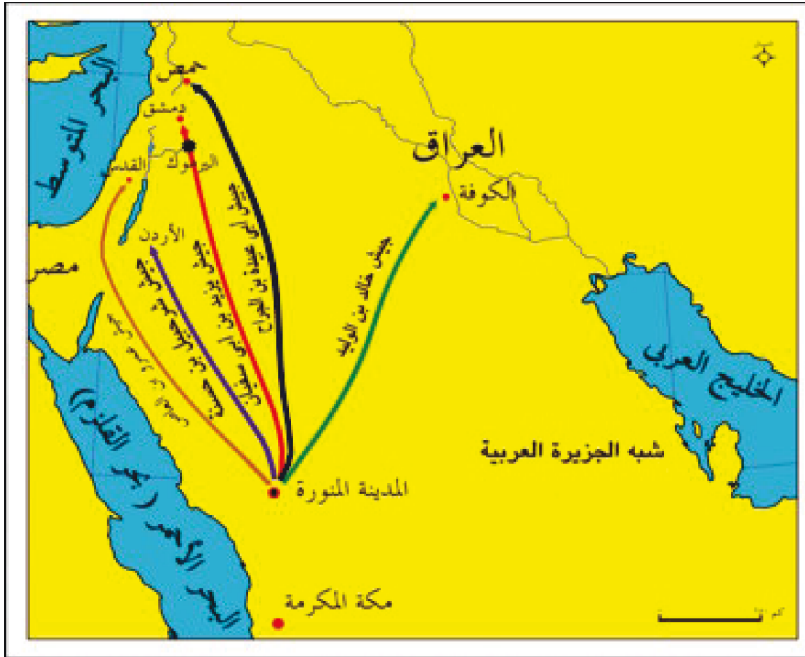 البحر المتوسط
حمص
دمشق
اليرموك
القدس
الأردن
مصر
العراق
الكوفة
جيش أبي عبيدة بن الجراح
جيش يزيد بن أبي سفيان
جيش شرحبيل بن حسنة
جيش عمرو بن العاص
جيش خالد بن الوليد
الخليج العربي
شبه الجزيرة العربية
المدينة المنورة
البحر الأحمر (بحر القلزم)
مكة المكرمة
كم